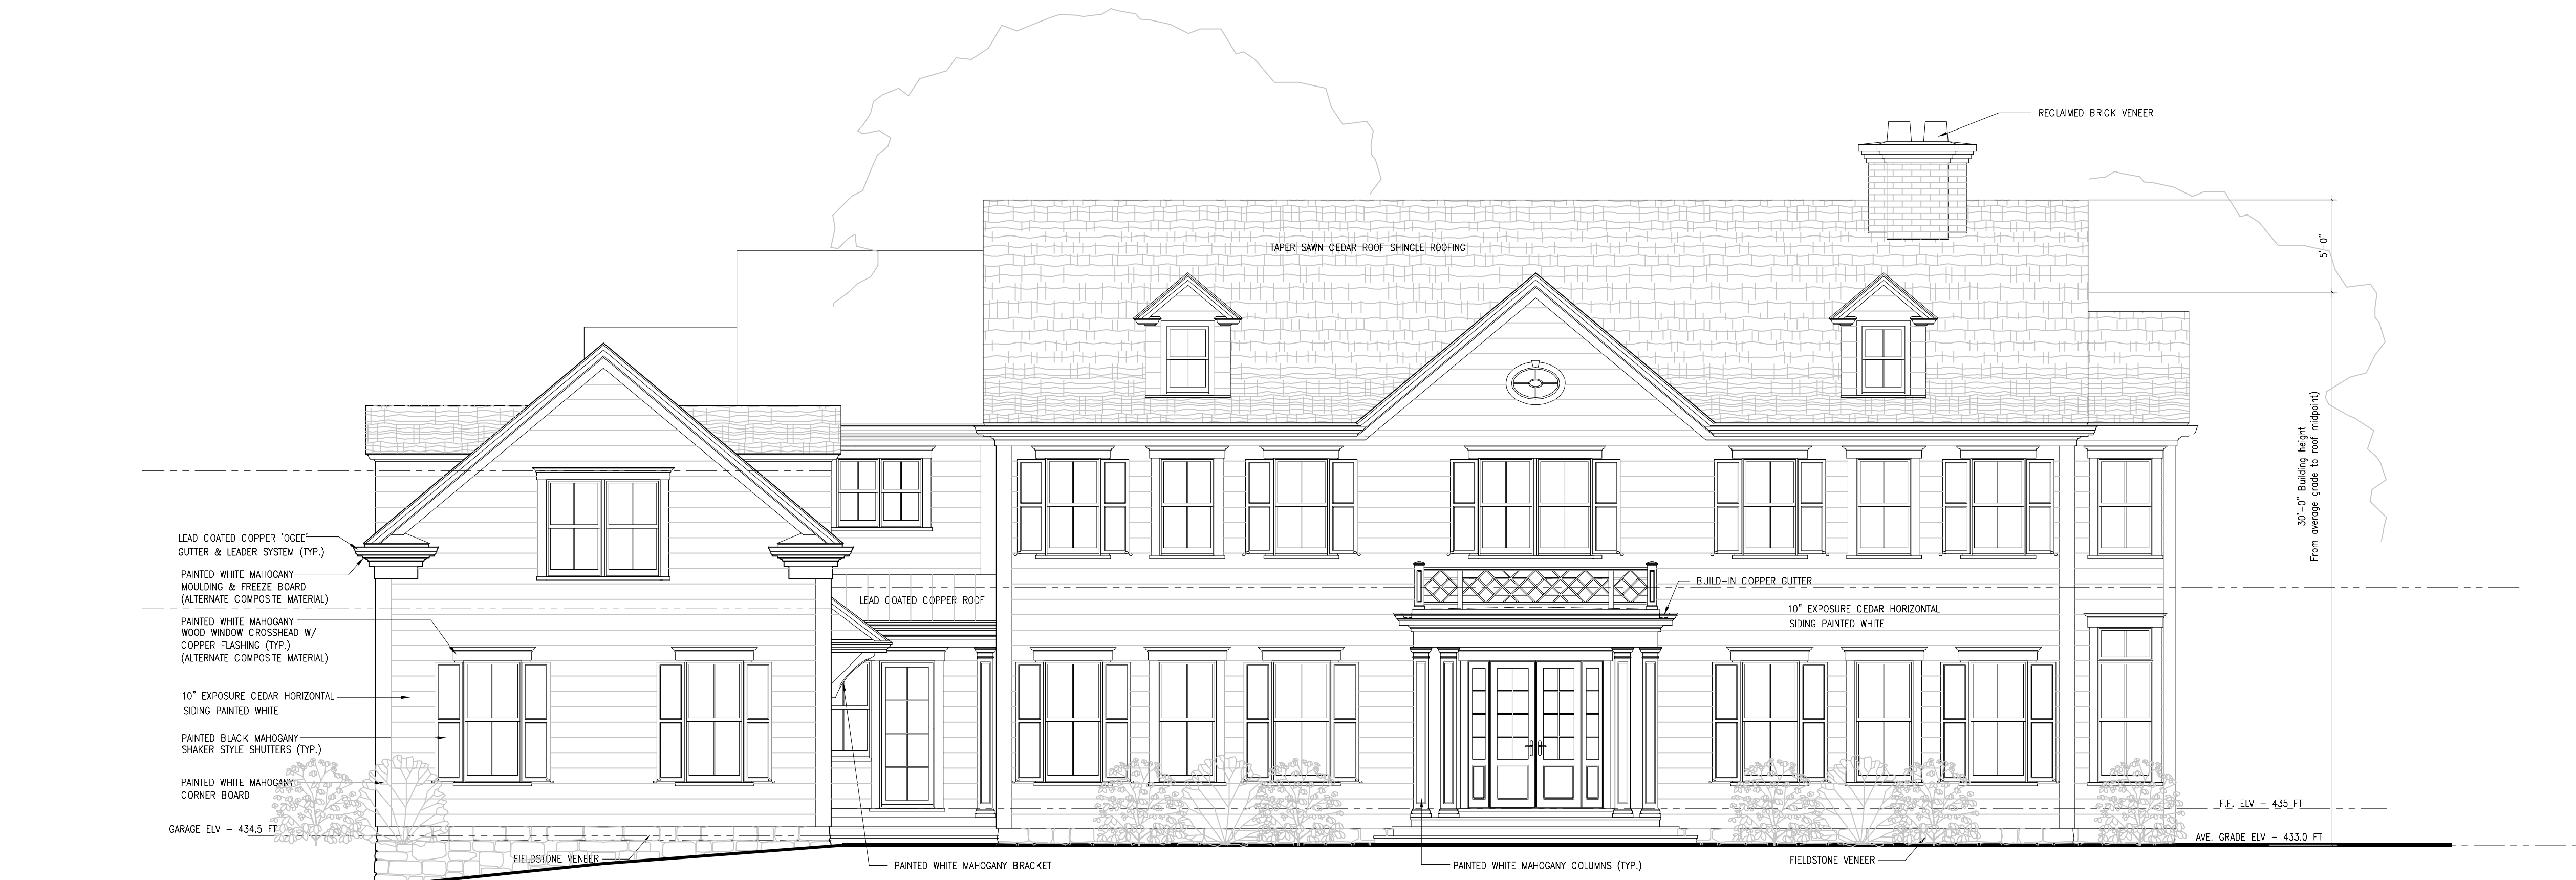 RECLAIMED BRICK VENEER
TAPER SAWN CEDAR ROOF SHINGLE ROOFING
5'-0"
30'-0" Building height
From average grade to roof midpoint)
LEAD COATED COPPER 'OGEE'
GUTTER & LEADER SYSTEM (TYP.)
PAINTED WHITE MAHOGANY
MOULDING & FREEZE BOARD
(ALTERNATE COMPOSITE MATERIAL)
PAINTED WHITE MAHOGANY
WOOD WINDOW CROSSHEAD W/
COPPER FLASHING (TYP.)
(ALTERNATE COMPOSITE MATERIAL)
10" EXPOSURE CEDAR HORIZONTAL
SIDING PAINTED WHITE
PAINTED BLACK MAHOGANY
SHAKER STYLE SHUTTERS (TYP.)
PAINTED WHITE MAHOGANY
CORNER BOARD
GARAGE ELV - 434.5 FT
FIELDSTONE VENEER
LEAD COATED COPPER ROOF
PAINTED WHITE MAHOGANY BRACKET
BUILD-IN COPPER GUTTER
10" EXPOSURE CEDAR HORIZONTAL
SIDING PAINTED WHITE
PAINTED WHITE MAHOGANY COLUMNS (TYP.)
FIELDSTONE VENEER
F.F. ELV - 435 FT
AVE. GRADE ELV - 433.0 FT